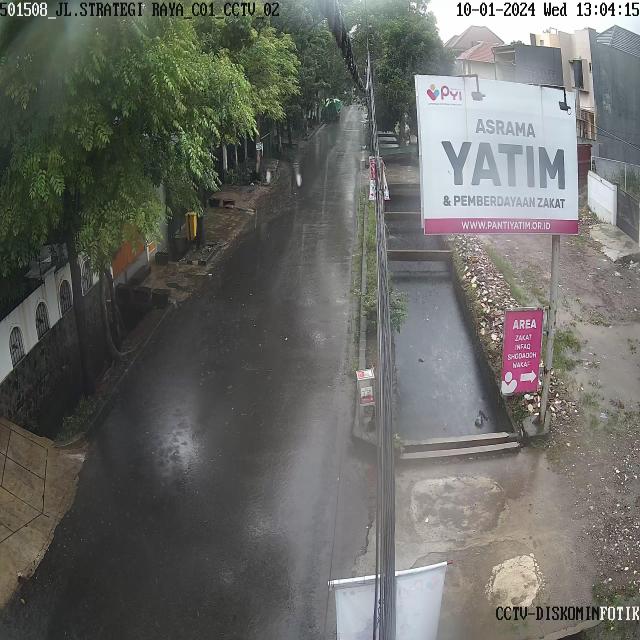 501508_JL.STRATEGI RAYA_C01_CCTV_02
10-01-2024 Wed 13:04:15
PYI
ASRAMA
YATIM
& PEMBERDAYAAN ZAKAT
WWW.PANTIYATIM.OR.ID
AREA
ZAKAT
INFAQ
SHODAQOH
WAKAF
CCTV-DISKOMINFOTIK